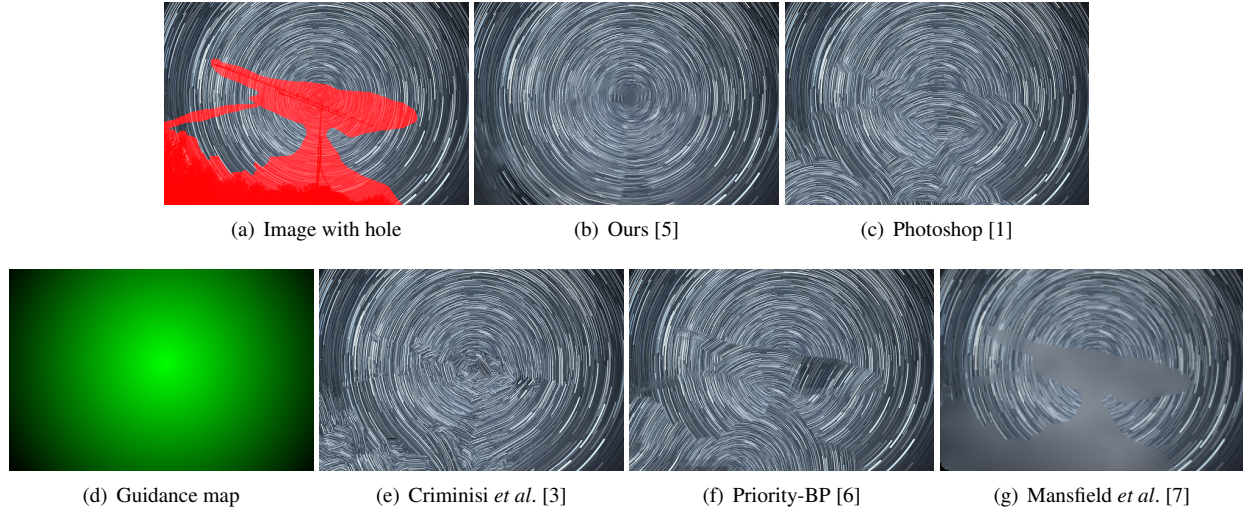 (a) Image with hole
(b) Ours [5]
(c) Photoshop [1]
(d) Guidance map
(e) Criminisi et al. [3]
(f) Priority-BP [6]
(g) Mansfield et al. [7]